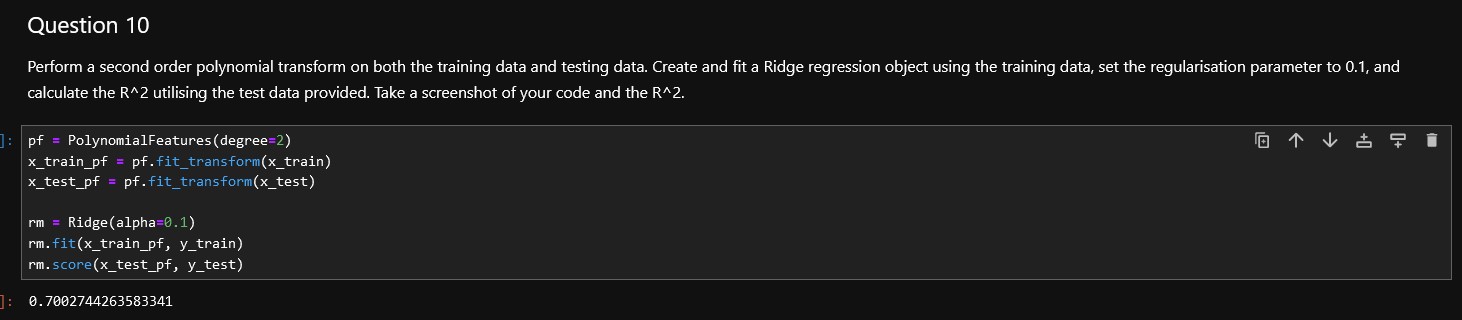 Question 10
Perform a second order polynomial transform on both the training data and testing data. Create and fit a Ridge regression object using the training data, set the regularisation parameter to 0.1, and
calculate the R^2 utilising the test data provided. Take a screenshot of your code and the R^2.
]: pf = PolynomialFeatures(degree=2)
x_train_pf = pf.fit_transform(x_train)
x_test_pf = pf.fit_transform(x_test)
rm = Ridge(alpha=0.1)
rm.fit(x_train_pf, y_train)
rm.score(x_test_pf, y_test)
]: 0.7002744263583341